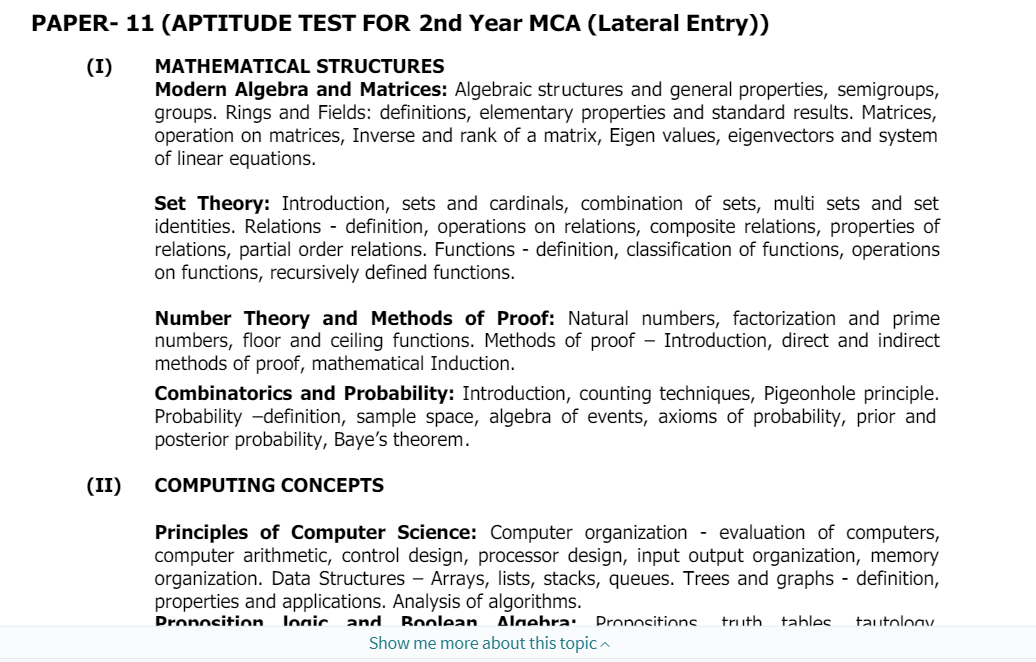 PAPER- 11 (APTITUDE TEST FOR 2nd Year MCA (Lateral Entry))
(I) MATHEMATICAL STRUCTURES
Modern Algebra and Matrices: Algebraic structures and general properties, semigroups,
groups. Rings and Fields: definitions, elementary properties and standard results. Matrices,
operation on matrices, Inverse and rank of a matrix, Eigen values, eigenvectors and system
of linear equations.
Set Theory: Introduction, sets and cardinals, combination of sets, multi sets and set
identities. Relations - definition, operations on relations, composite relations, properties of
relations, partial order relations. Functions - definition, classification of functions, operations
on functions, recursively defined functions.
Number Theory and Methods of Proof: Natural numbers, factorization and prime
numbers, floor and ceiling functions. Methods of proof – Introduction, direct and indirect
methods of proof, mathematical Induction.
Combinatorics and Probability: Introduction, counting techniques, Pigeonhole principle.
Probability –definition, sample space, algebra of events, axioms of probability, prior and
posterior probability, Baye's theorem.
(II) COMPUTING CONCEPTS
Principles of Computer Science: Computer organization - evaluation of computers,
computer arithmetic, control design, processor design, input output organization, memory
organization. Data Structures – Arrays, lists, stacks, queues. Trees and graphs - definition,
properties and applications. Analysis of algorithms.
Proposition logic and Boolean Algebra: Propositions, truth tables, tautology,
Show me more about this topic ^